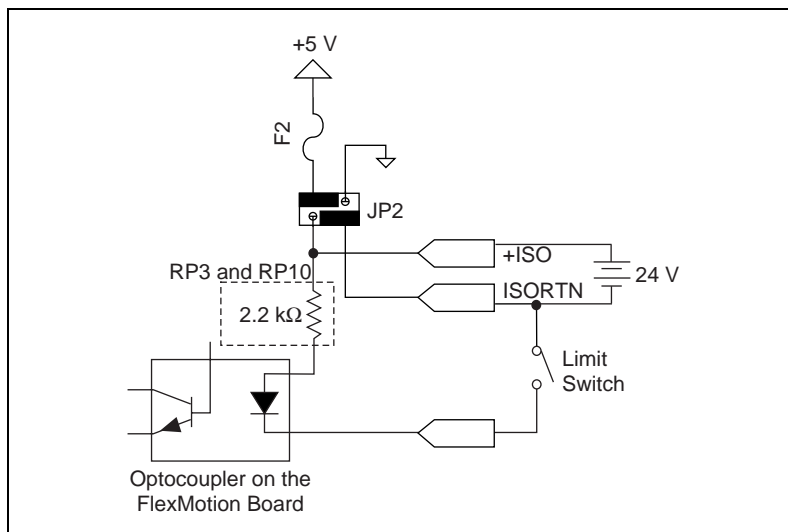 +5 V
F2
JP2
+ISO
RP3 and RP10
ISORTN
24 V
2.2 kΩ
Limit
Switch
Optocoupler on the
FlexMotion Board